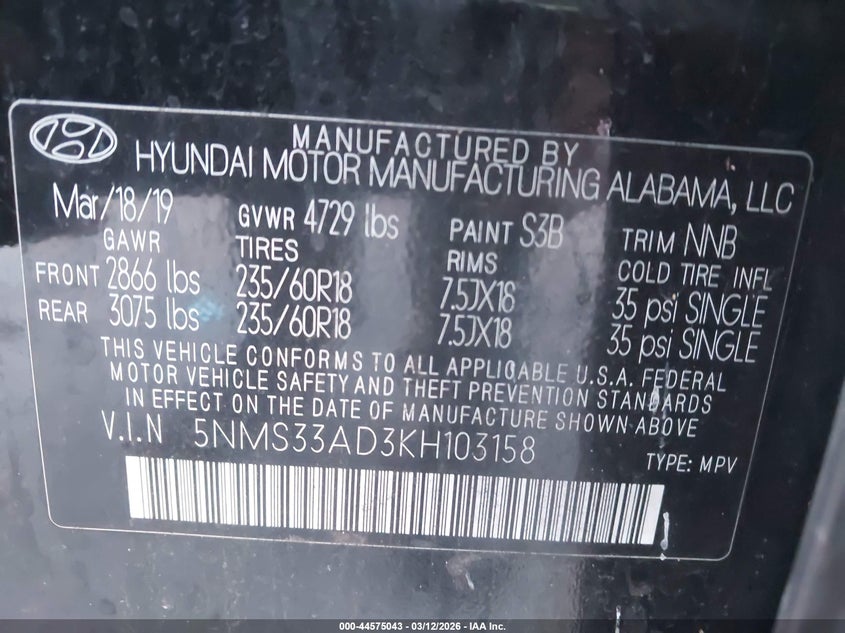 MANUFACTURED BY
HYUNDAI MOTOR MANUFACTURING ALABAMA, LLC
Mar/18/19 GVWR 4729 lbs PAINT S3B TRIM NNB
GAWR TIRES RIMS COLD TIRE INFL
FRONT 2866 lbs 235/60R18 7.5JX18 35 psi SINGLE
REAR 3075 lbs 235/60R18 7.5JX18 35 psi SINGLE
THIS VEHICLE CONFORMS TO ALL APPLICABLE U.S.A. FEDERAL
MOTOR VEHICLE SAFETY AND THEFT PREVENTION STANDARDS
IN EFFECT ON THE DATE OF MANUFACTURE SHOWN ABOVE
V.I.N 5NMS33AD3KH103158
TYPE: MPV
000-44575043 - 03/12/2026 - IAA Inc.